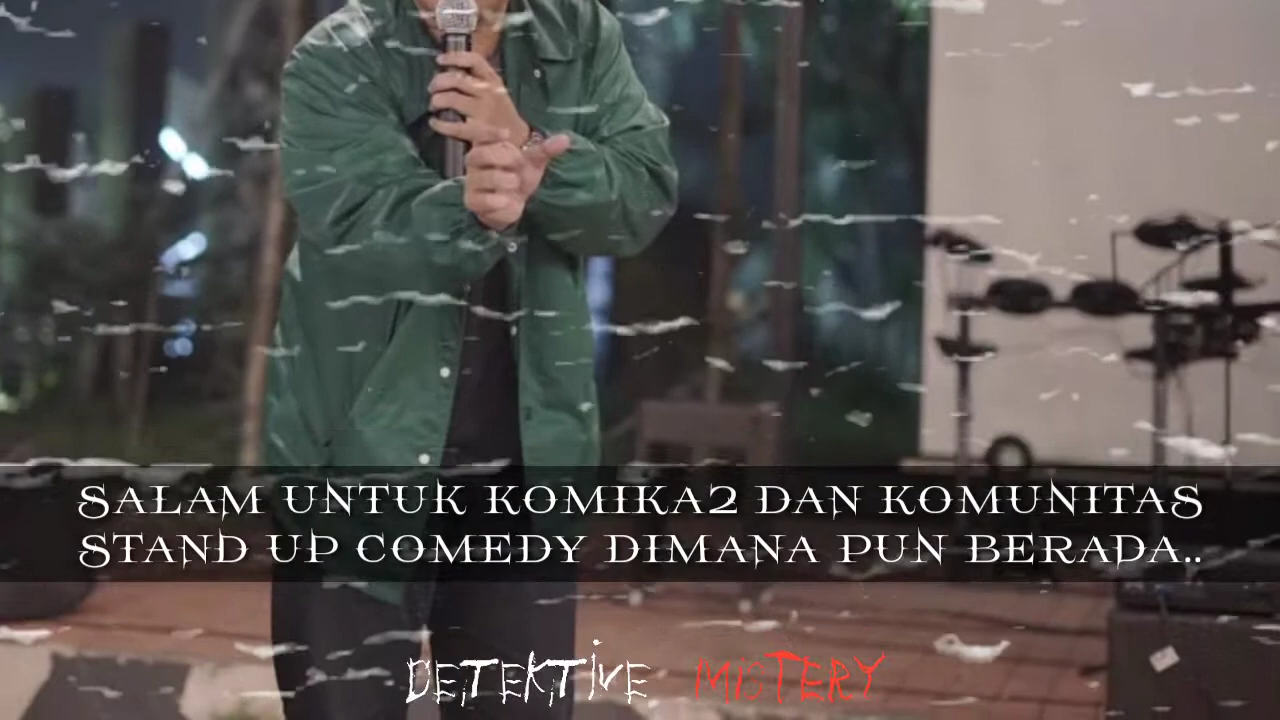 SALAM UNTUK KOMIKA2 DAN KOMUNITAS
STAND UP COMEDY DIMANA PUN BERADA..
DETEKTIVE MISTERY